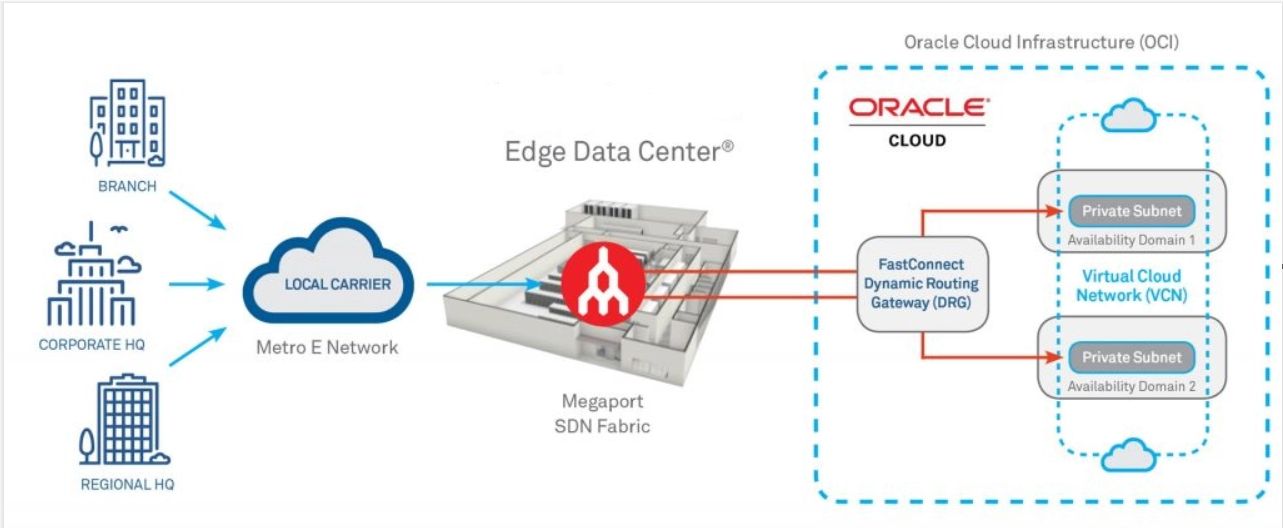 Oracle Cloud Infrastructure (OCI)
ORACLE®
CLOUD
Edge Data Center®
BRANCH
CORPORATE HQ
REGIONAL HQ
LOCAL CARRIER
Metro E Network
Megaport
SDN Fabric
FastConnect
Dynamic Routing
Gateway (DRG)
Private Subnet
Availability Domain 1
Virtual Cloud
Network (VCN)
Private Subnet
Availability Domain 2